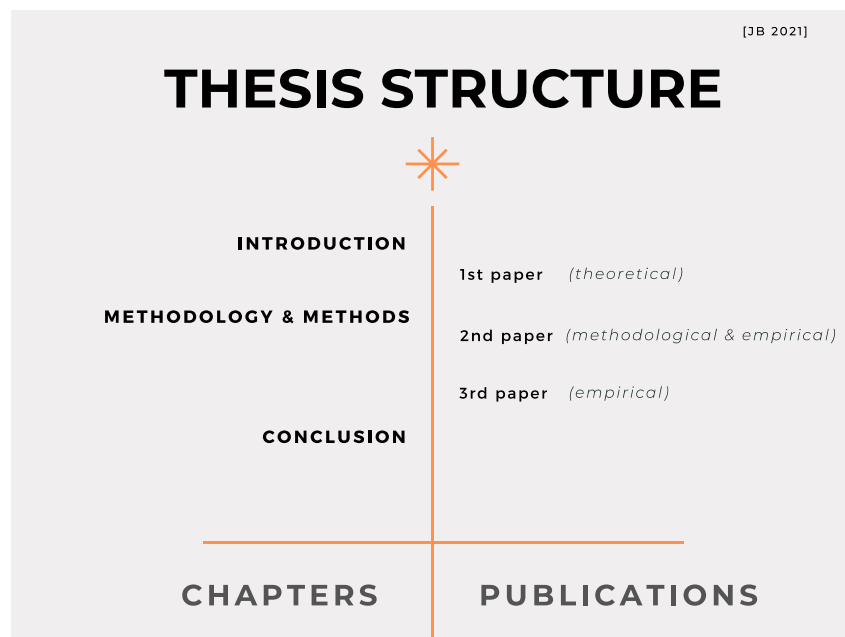 [JB 2021]
THESIS STRUCTURE
INTRODUCTION
1st paper (theoretical)
METHODOLOGY & METHODS
2nd paper (methodological & empirical)
3rd paper (empirical)
CONCLUSION
CHAPTERS PUBLICATIONS